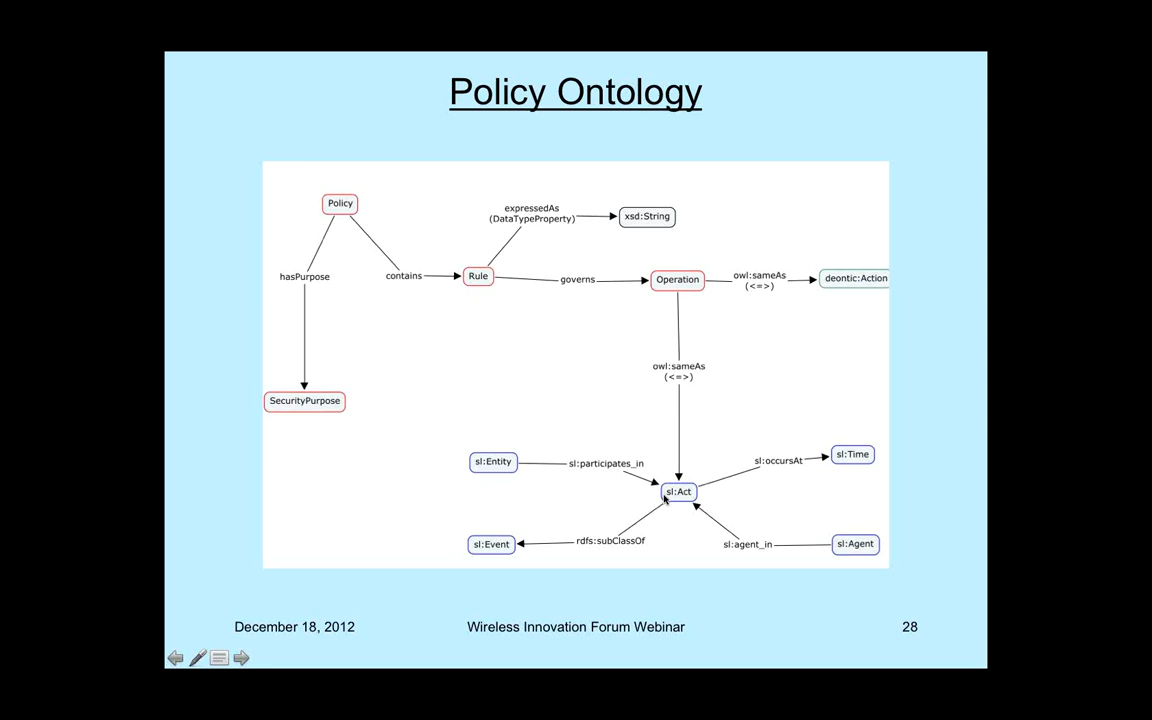 Policy Ontology
Policy
expressedAs
(DataTypeProperty)
xsd:String
hasPurpose
contains
Rule
governs
Operation
owl:sameAs
(<=>)
deontic:Action
owl:sameAs
(<=>)
SecurityPurpose
sl:Entity
sl:participates_in
sl:occursAt
sl:Time
sl:Act
sl:Event
rdfs:subClassOf
sl:agent_in
sl:Agent
December 18, 2012
Wireless Innovation Forum Webinar
28